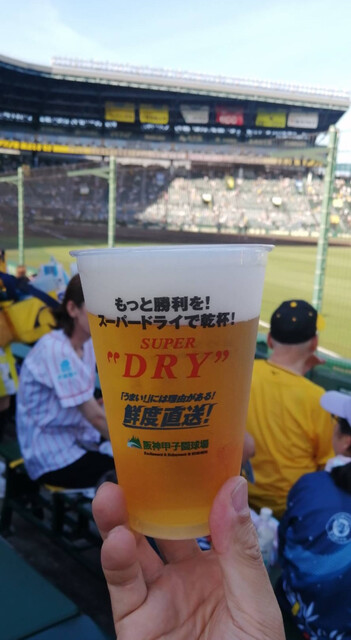 もっと勝利を!
スーパードライで乾杯!
SUPER
"DRY"
「うまい!」には理由がある!
鮮度直送!
阪神甲子園球場